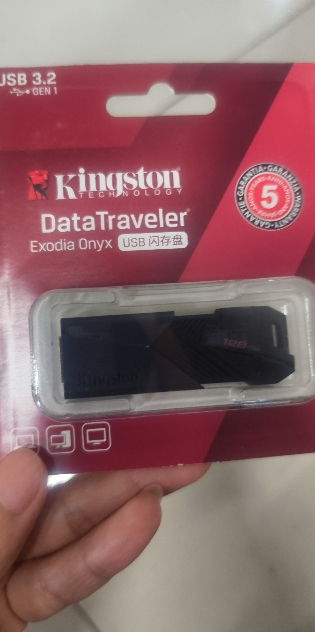 USB 3.2
GEN 1
Kingston
TECHNOLOGY
DataTraveler
Exodia Onyx USB 闪存盘
5
Kingston